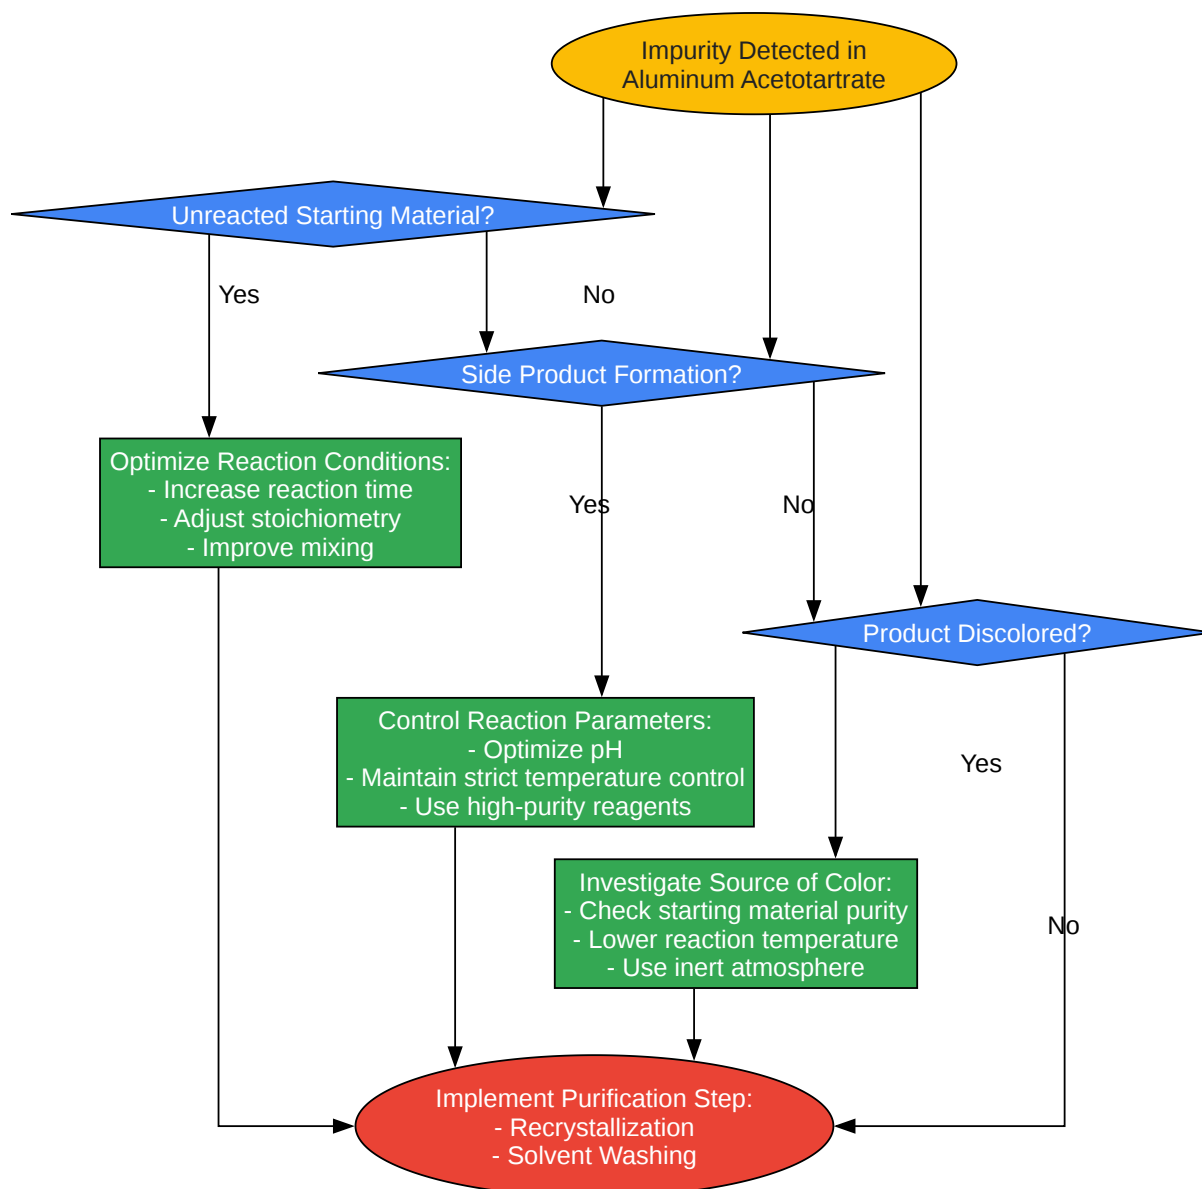 Impurity Detected in
Aluminum Acetotartrate
Unreacted Starting Material?
Yes
No
Side Product Formation?
Optimize Reaction Conditions:
- Increase reaction time
- Adjust stoichiometry
- Improve mixing
Yes
No
Product Discolored?
Control Reaction Parameters:
- Optimize pH
- Maintain strict temperature control
- Use high-purity reagents
Yes
Investigate Source of Color:
- Check starting material purity
- Lower reaction temperature
- Use inert atmosphere
No
Implement Purification Step:
- Recrystallization
- Solvent Washing